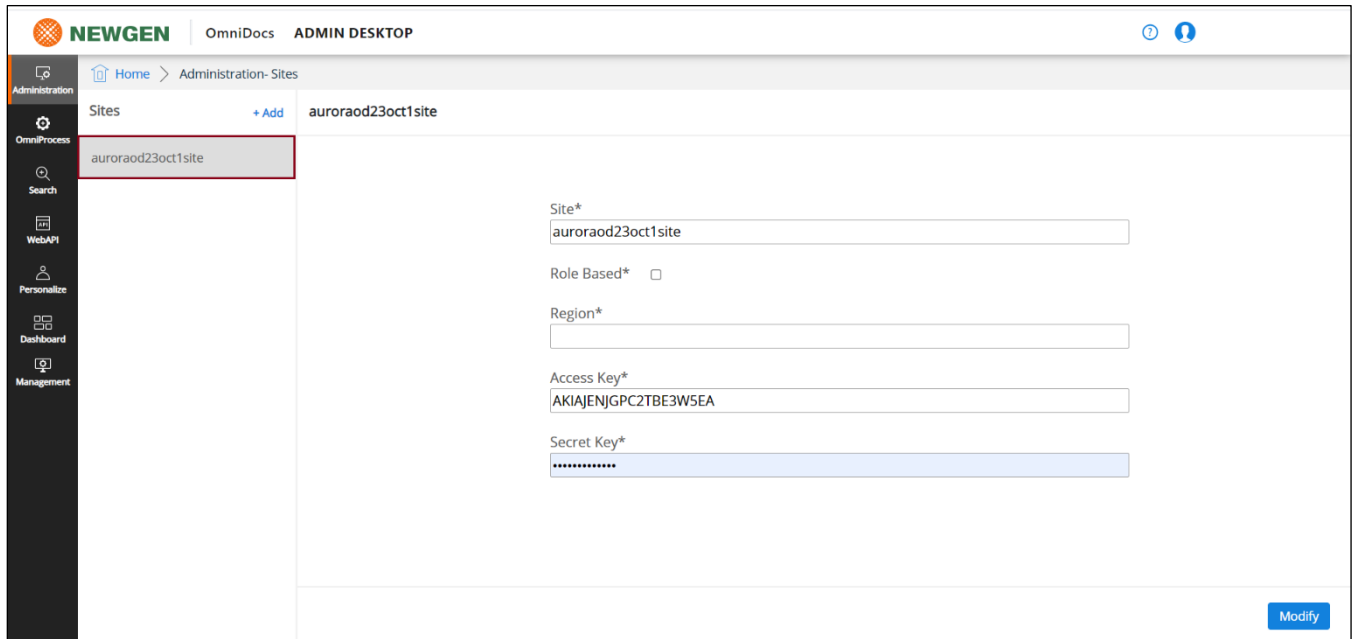 NEWGEN OmniDocs ADMIN DESKTOP
Administration
OmniProcess
Search
API
WebAPI
Personalize
Dashboard
Management
Home > Administration- Sites
Sites + Add
auroraod23oct1site
auroraod23oct1site
Site*
auroraod23oct1site
Role Based*
Region*
Access Key*
AKIAJENJGPC2TBE3W5EA
Secret Key*
•••••••••••••
Modify